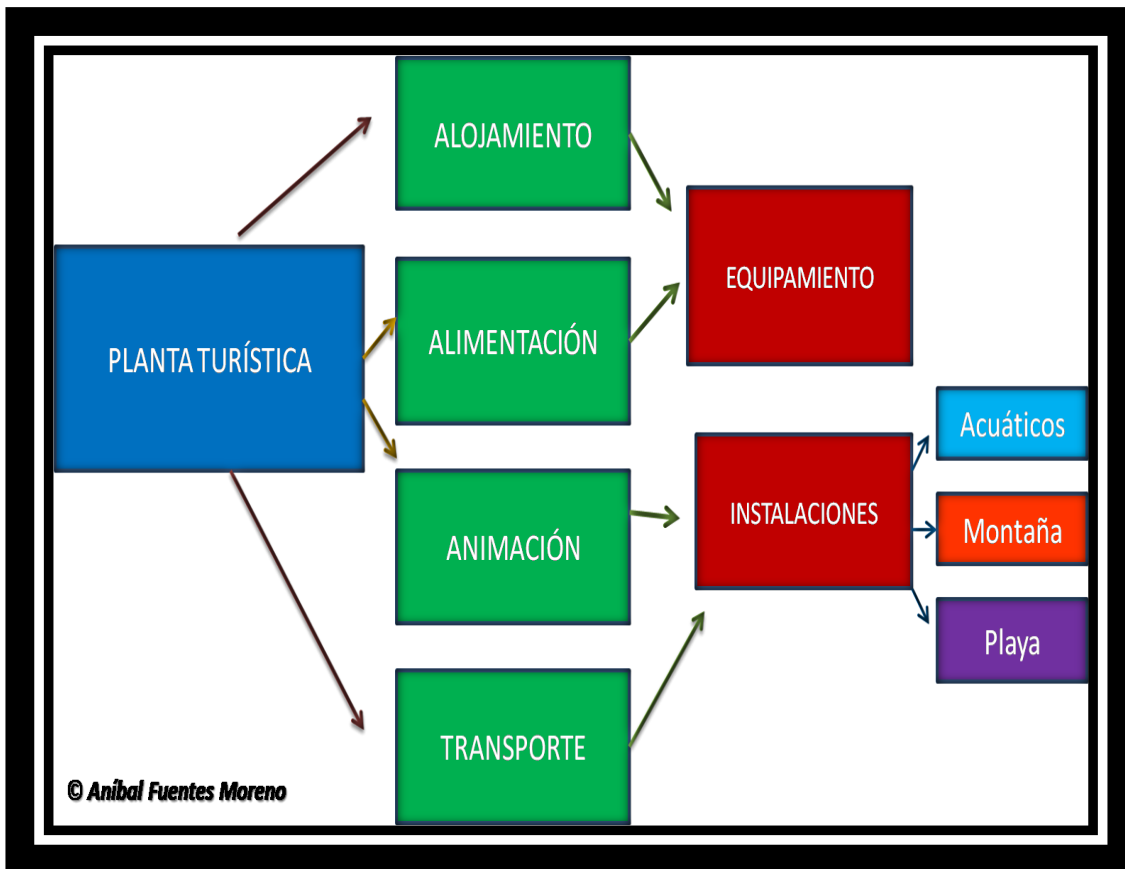 PLANTA TURÍSTICA
ALOJAMIENTO
ALIMENTACIÓN
ANIMACIÓN
TRANSPORTE
EQUIPAMIENTO
INSTALACIONES
Acuáticos
Montaña
Playa
© Aníbal Fuentes Moreno